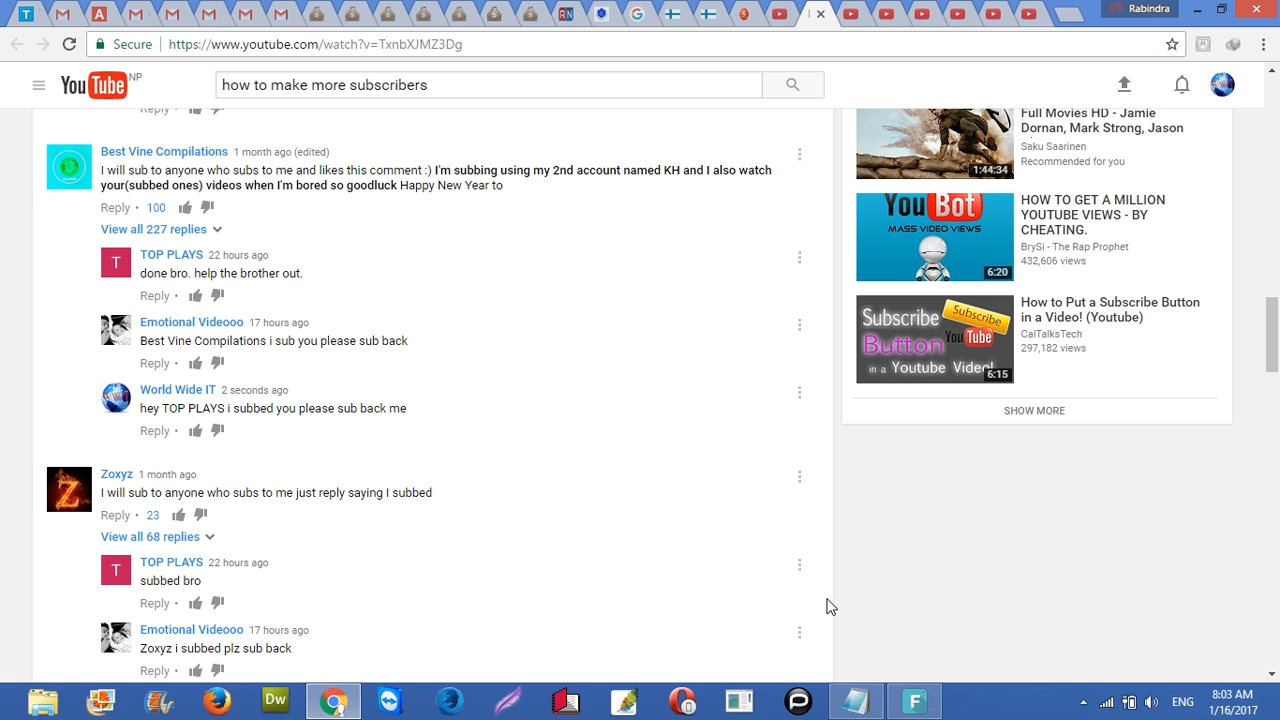 Rabindra
Secure
https://www.youtube.com/watch?v=TxnbXJMZ3Dg
YouTube NP
how to make more subscribers
Reply
Best Vine Compilations 1 month ago (edited)
I will sub to anyone who subs to me and likes this comment :) I'm subbing using my 2nd account named KH and I also watch
your(subbed ones) videos when I'm bored so goodluck Happy New Year to
Reply • 100
View all 227 replies
T
TOP PLAYS 22 hours ago
done bro. help the brother out.
Reply •
Emotional Videooo 17 hours ago
Best Vine Compilations i sub you please sub back
Reply •
World Wide IT 2 seconds ago
hey TOP PLAYS i subbed you please sub back me
Reply •
Zoxyz 1 month ago
I will sub to anyone who subs to me just reply saying I subbed
Reply • 23
View all 68 replies
T
TOP PLAYS 22 hours ago
subbed bro
Reply •
Emotional Videooo 17 hours ago
Zoxyz i subbed plz sub back
Reply •
Full Movies HD - Jamie
Dornan, Mark Strong, Jason
Saku Saarinen
Recommended for you
1:44:34
YouBot
MASS VIDEO VIEWS
6:20
HOW TO GET A MILLION
YOUTUBE VIEWS - BY
CHEATING.
BrySi - The Rap Prophet
432,606 views
Subscribe
Subscribe
Button
YouTube
in a Youtube Video!
6:15
How to Put a Subscribe Button
in a Video! (Youtube)
CalTalksTech
297,182 views
SHOW MORE
Dw
F
ENG
8:03 AM
1/16/2017